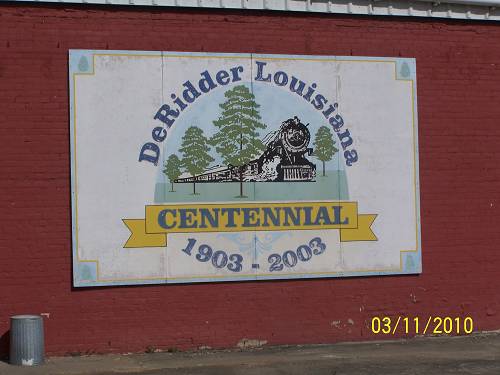 DeRidder Louisiana
CENTENNIAL
1903 - 2003
03/11/2010